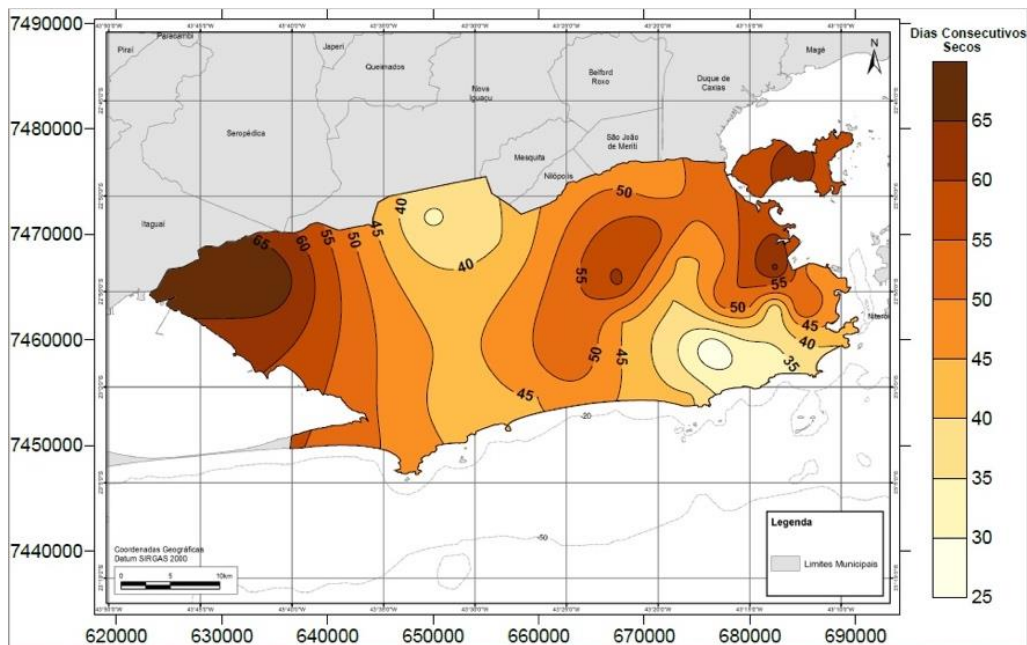 Dias Consecutivos
Secos
7490000
7480000
7470000
7460000
7450000
7440000
620000
630000
640000
650000
660000
670000
680000
690000
65
60
55
50
45
40
35
30
25
N
Piraí
Paracambi
Japeri
Queimados
Nova
Iguaçu
Belford
Roxo
Duque de
Caxias
Magé
Seropédica
São João
de Meriti
Mesquita
Nilópolis
Itaguaí
Niterói
65
60
55
50
45
40
40
45
50
55
50
45
55
50
45
40
35
-20
-50
Coordenadas Geográficas
Datum SIRGAS 2000
0 5 10km
Legenda
Limites Municipais